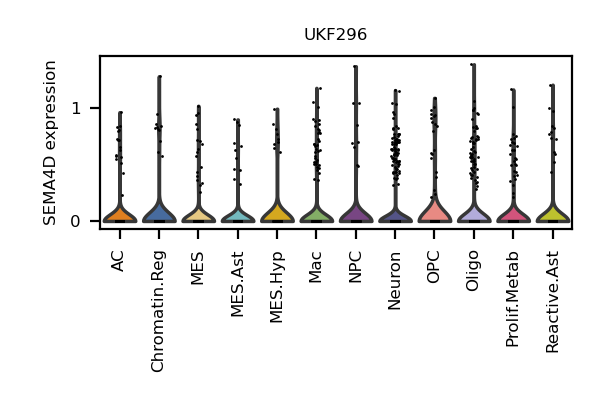 UKF296
SEMA4D expression
1
0
AC
Chromatin.Reg
MES
MES.Ast
MES.Hyp
Mac
NPC
Neuron
OPC
Oligo
Prolif.Metab
Reactive.Ast